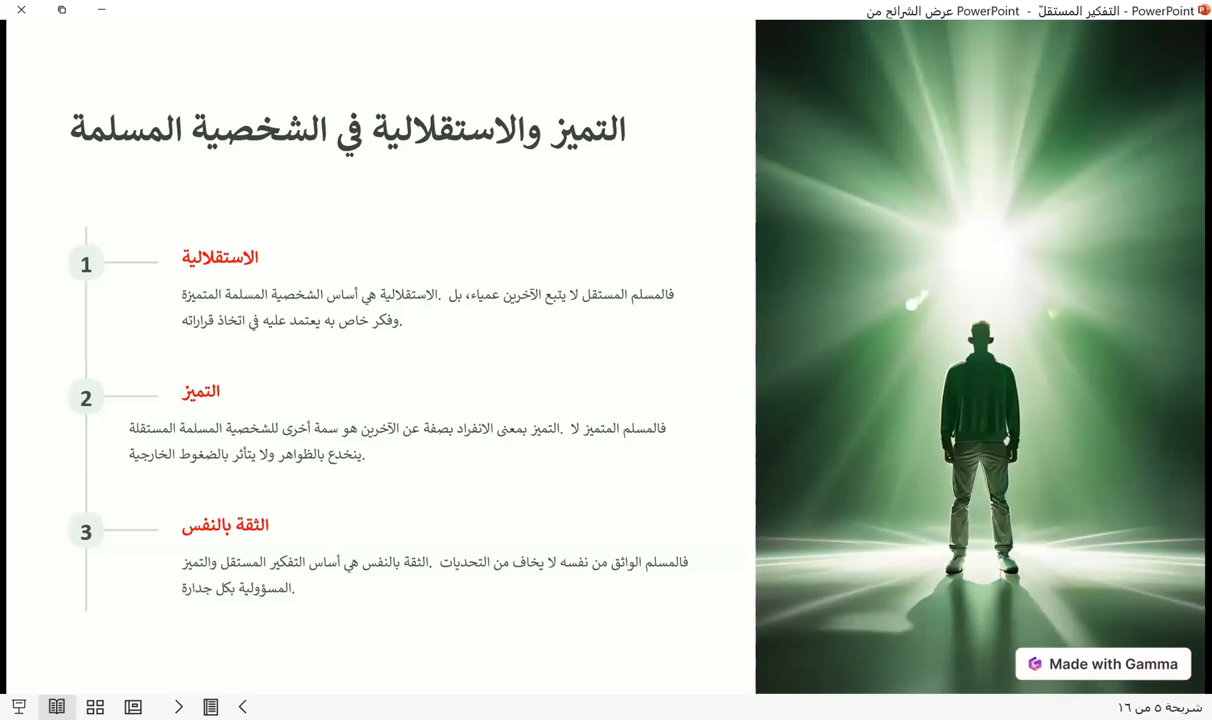 PowerPoint عرض الشرائح من - التفكير المستقلّ - PowerPoint
التميز والاستقلالية في الشخصية المسلمة
1
الاستقلالية
الاستقلالية هي أساس الشخصية المسلمة المتميزة. فالمسلم المستقل لا يتبع الآخرين عمياء، بل
وفكر خاص به يعتمد عليه في اتخاذ قراراته.
2
التميز
التميز بمعنى الانفراد بصفة عن الآخرين هو سمة أخرى للشخصية المسلمة المستقلة. فالمسلم المتميز لا
ينخدع بالظواهر ولا يتأثر بالضغوط الخارجية.
3
الثقة بالنفس
الثقة بالنفس هي أساس التفكير المستقل والتميز. فالمسلم الواثق من نفسه لا يخاف من التحديات
المسؤولية بكل جدارة.
Made with Gamma
شريحة ٥ من ١٦